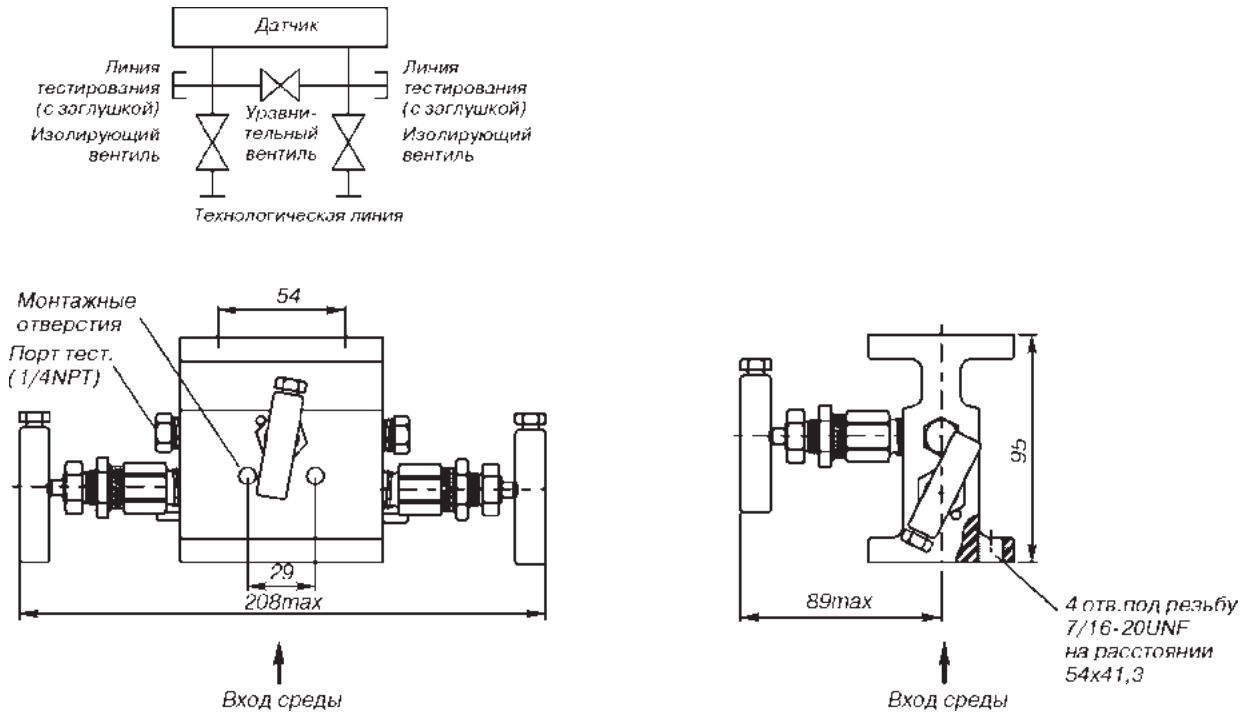 Датчик
Линия
тестирования
(с заглушкой)
Изолирующий
вентиль
Уравни-
тельный
вентиль
Линия
тестирования
(с заглушкой)
Изолирующий
вентиль
Технологическая линия
Монтажные
отверстия
Порт тест.
(1/4NPT)
54
29
208max
Вход среды
95
89max
4 отв.под резьбу
7/16-20UNF
на расстоянии
54x41,3
Вход среды